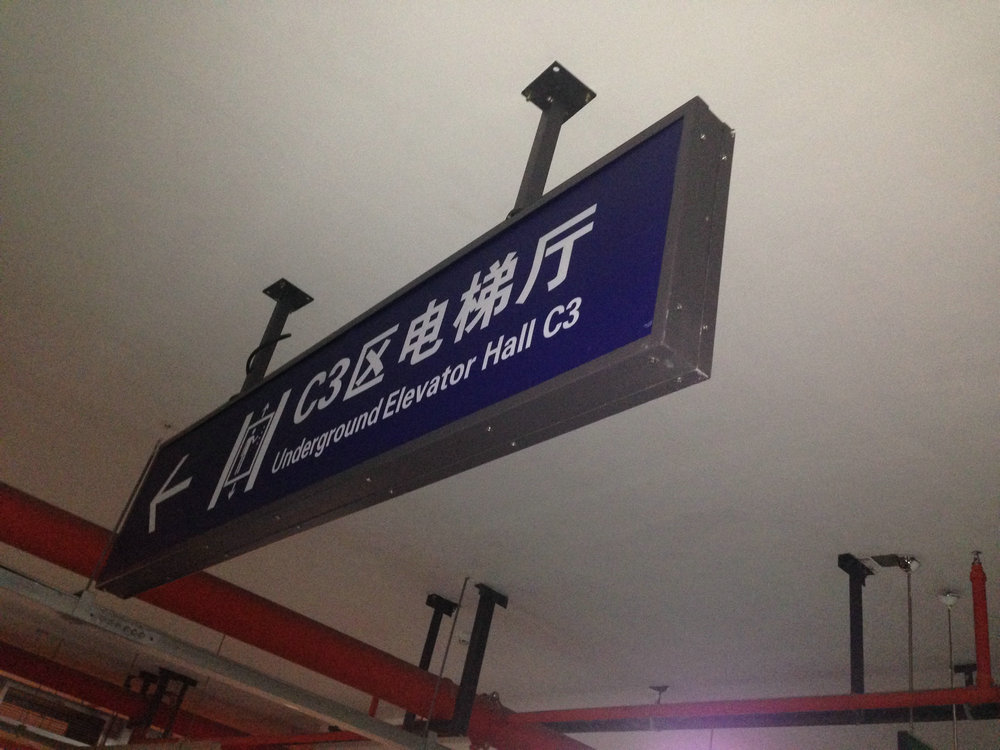 C3区电梯厅
Underground Elevator Hall C3